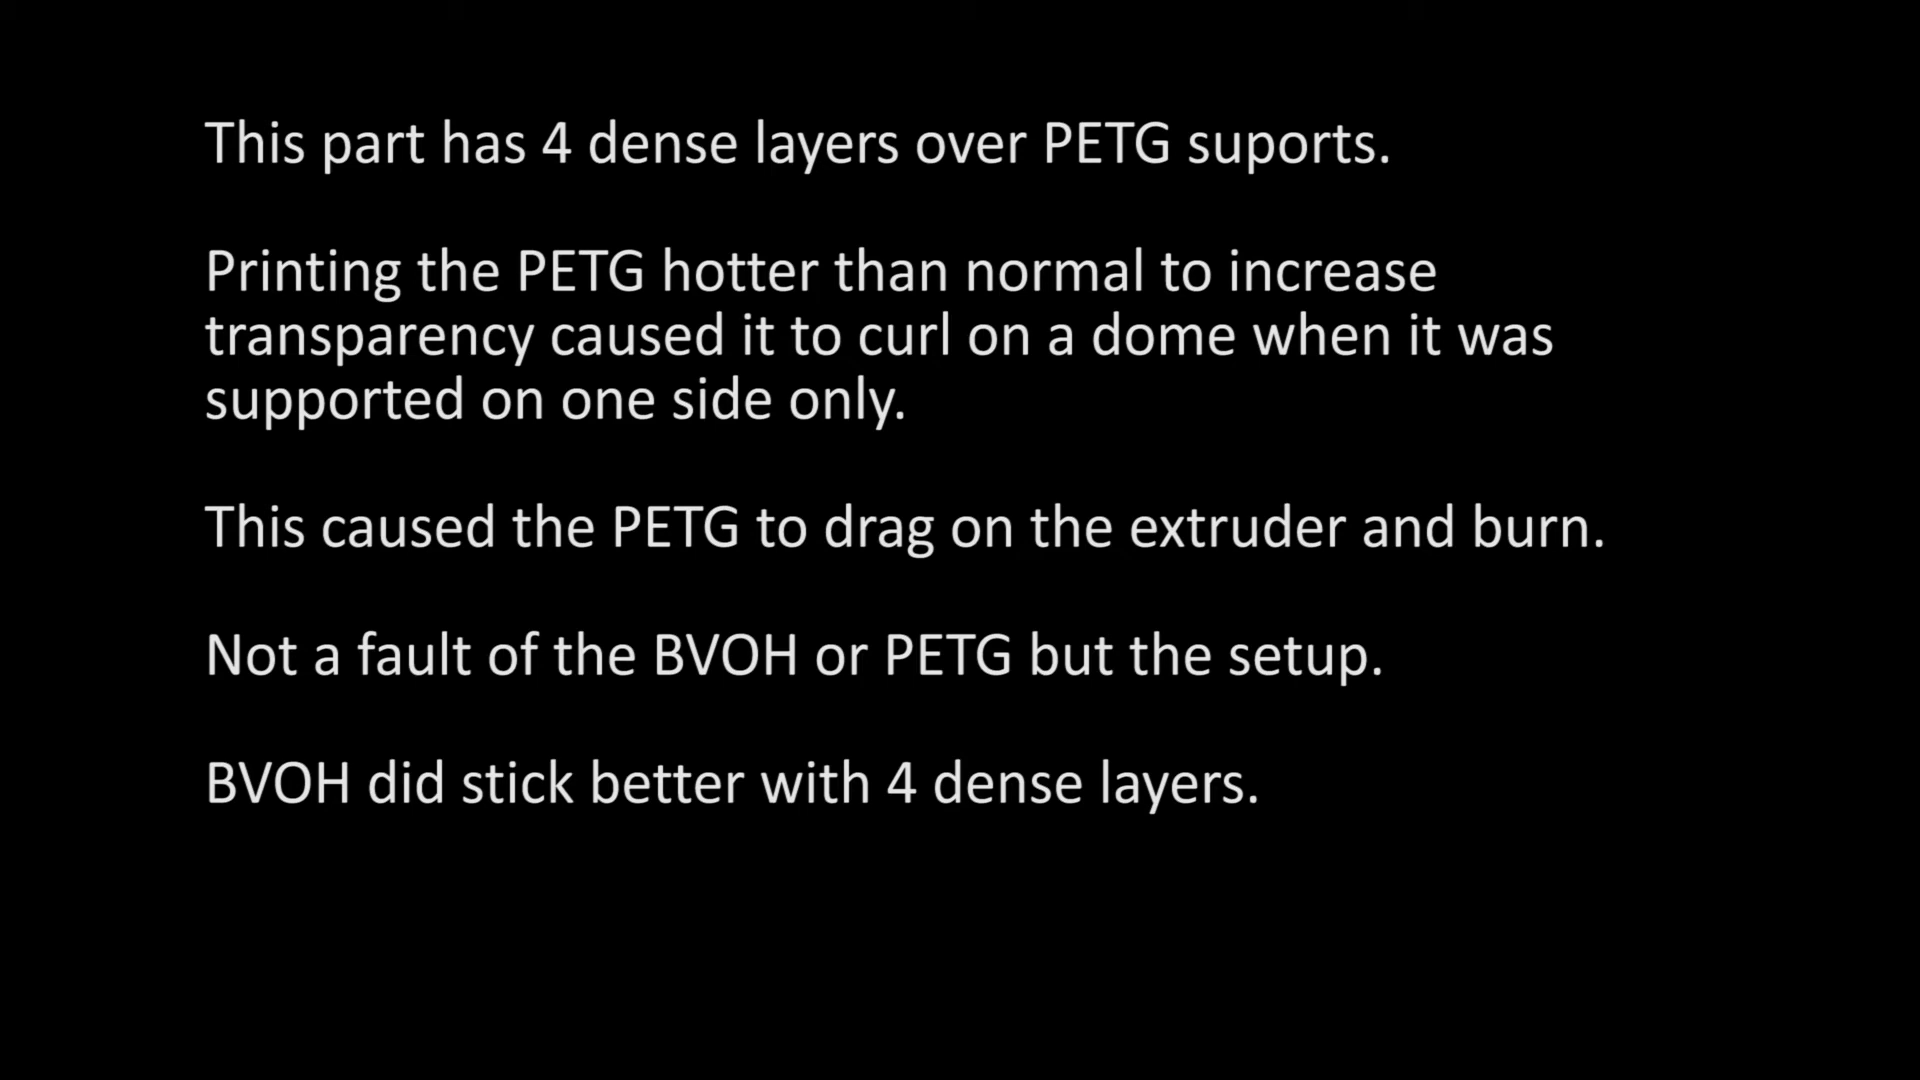 This part has 4 dense layers over PETG suports.
Printing the PETG hotter than normal to increase
transparency caused it to curl on a dome when it was
supported on one side only.
This caused the PETG to drag on the extruder and burn.
Not a fault of the BVOH or PETG but the setup.
BVOH did stick better with 4 dense layers.